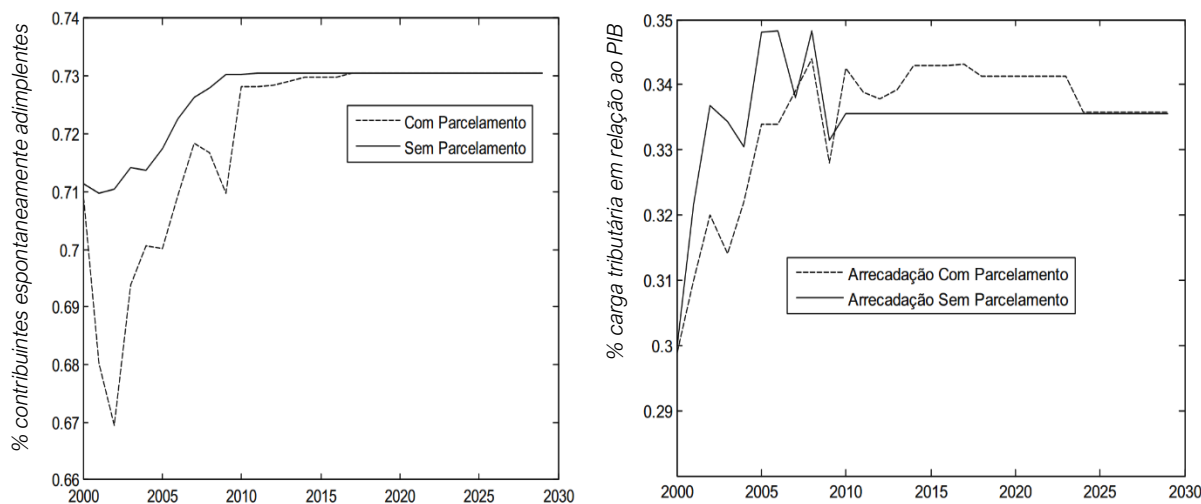 % contribuintes espontaneamente adimplentes
0.74
0.73
0.72
0.71
0.7
0.69
0.68
0.67
0.66
Com Parcelamento
Sem Parcelamento
2000 2005 2010 2015 2020 2025 2030
% carga tributária em relação ao PIB
0.35
0.34
0.33
0.32
0.31
0.3
0.29
Arrecadação Com Parcelamento
Arrecadação Sem Parcelamento
2000 2005 2010 2015 2020 2025 2030